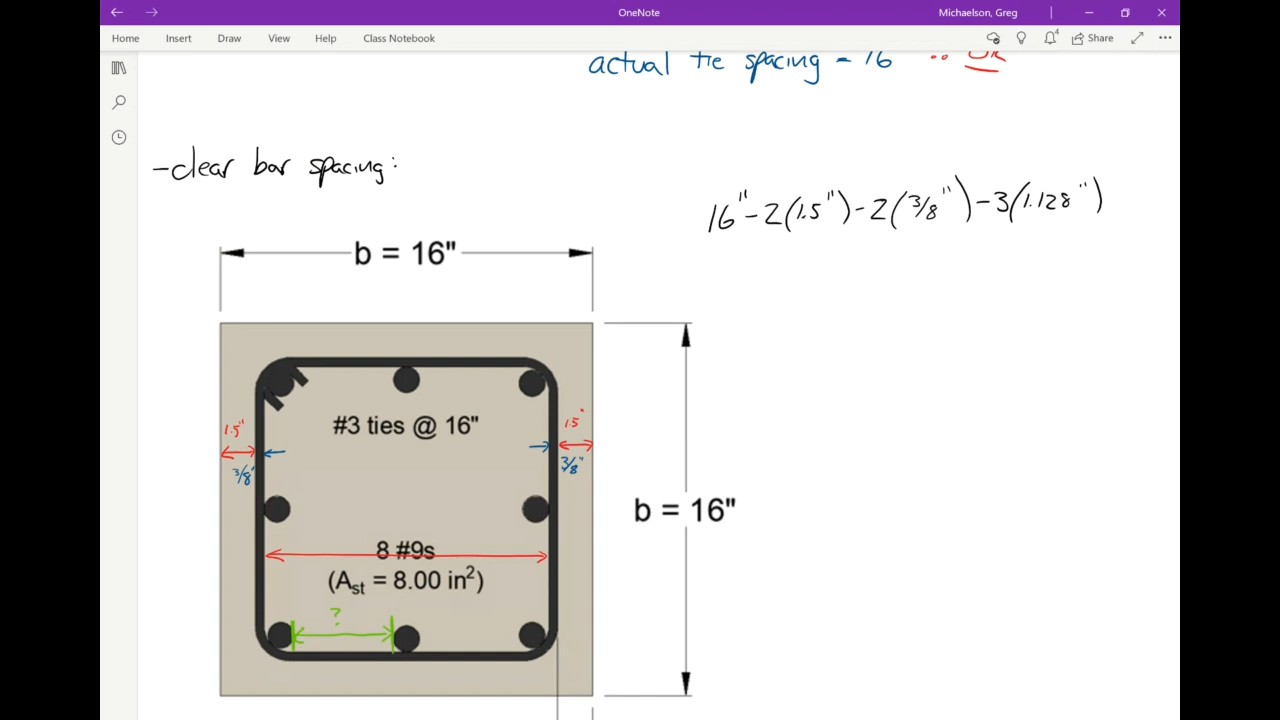 OneNote
Michaelson, Greg
Home Insert Draw View Help Class Notebook
4
Share
actual tie spacing = 16 ∴ OK
-clear bar spacing:
16" - 2(1.5") - 2(3/8") - 3(1.128")
b = 16"
#3 ties @ 16"
1.5"
1.5"
3/8"
3/8"
b = 16"
8 #9s
(Ast = 8.00 in²)
?